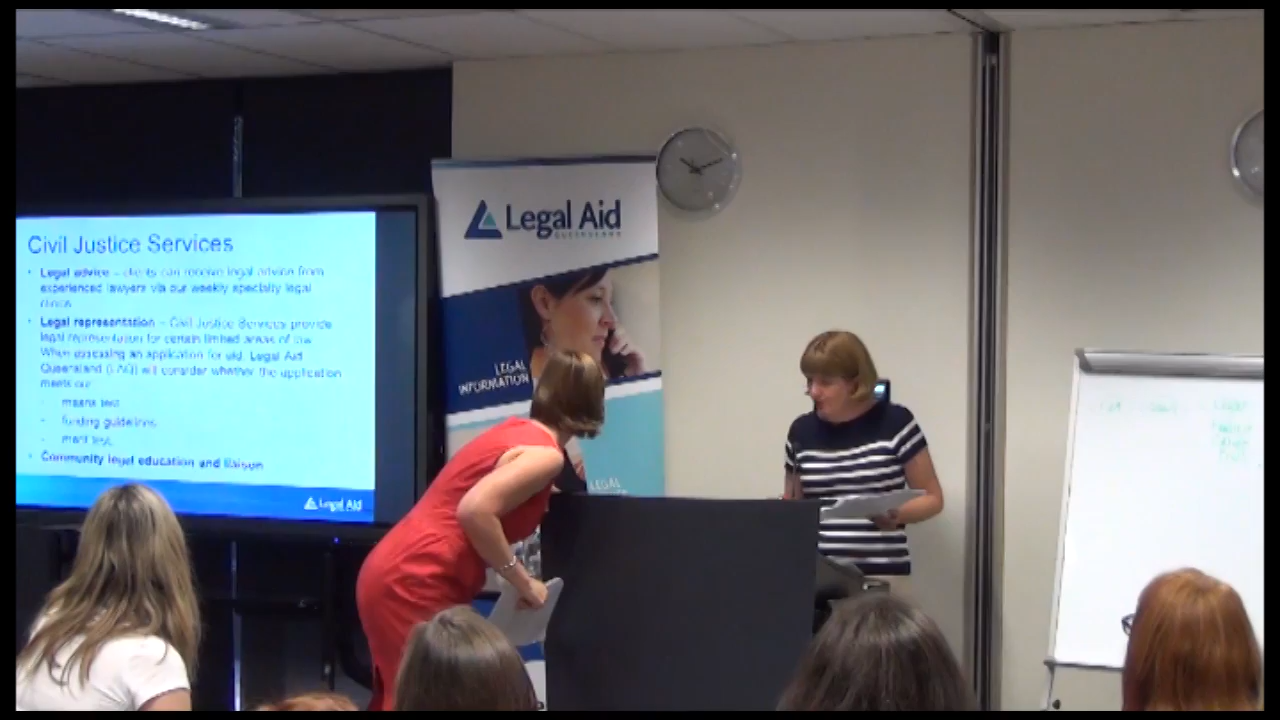 Civil Justice Services
• Legal advice – clients can receive legal advice from
experienced lawyers via our weekly specialty legal
clinics
• Legal representation – Civil Justice Services provide
legal representation for certain limited areas of law.
When assessing an application for aid, Legal Aid
Queensland (LAQ) will consider whether the application
meets our
- means test
- funding guidelines
- merit test
• Community legal education and liaison
Legal Aid
Legal Aid
QUEENSLAND
LEGAL
INFORMATION
LEGAL